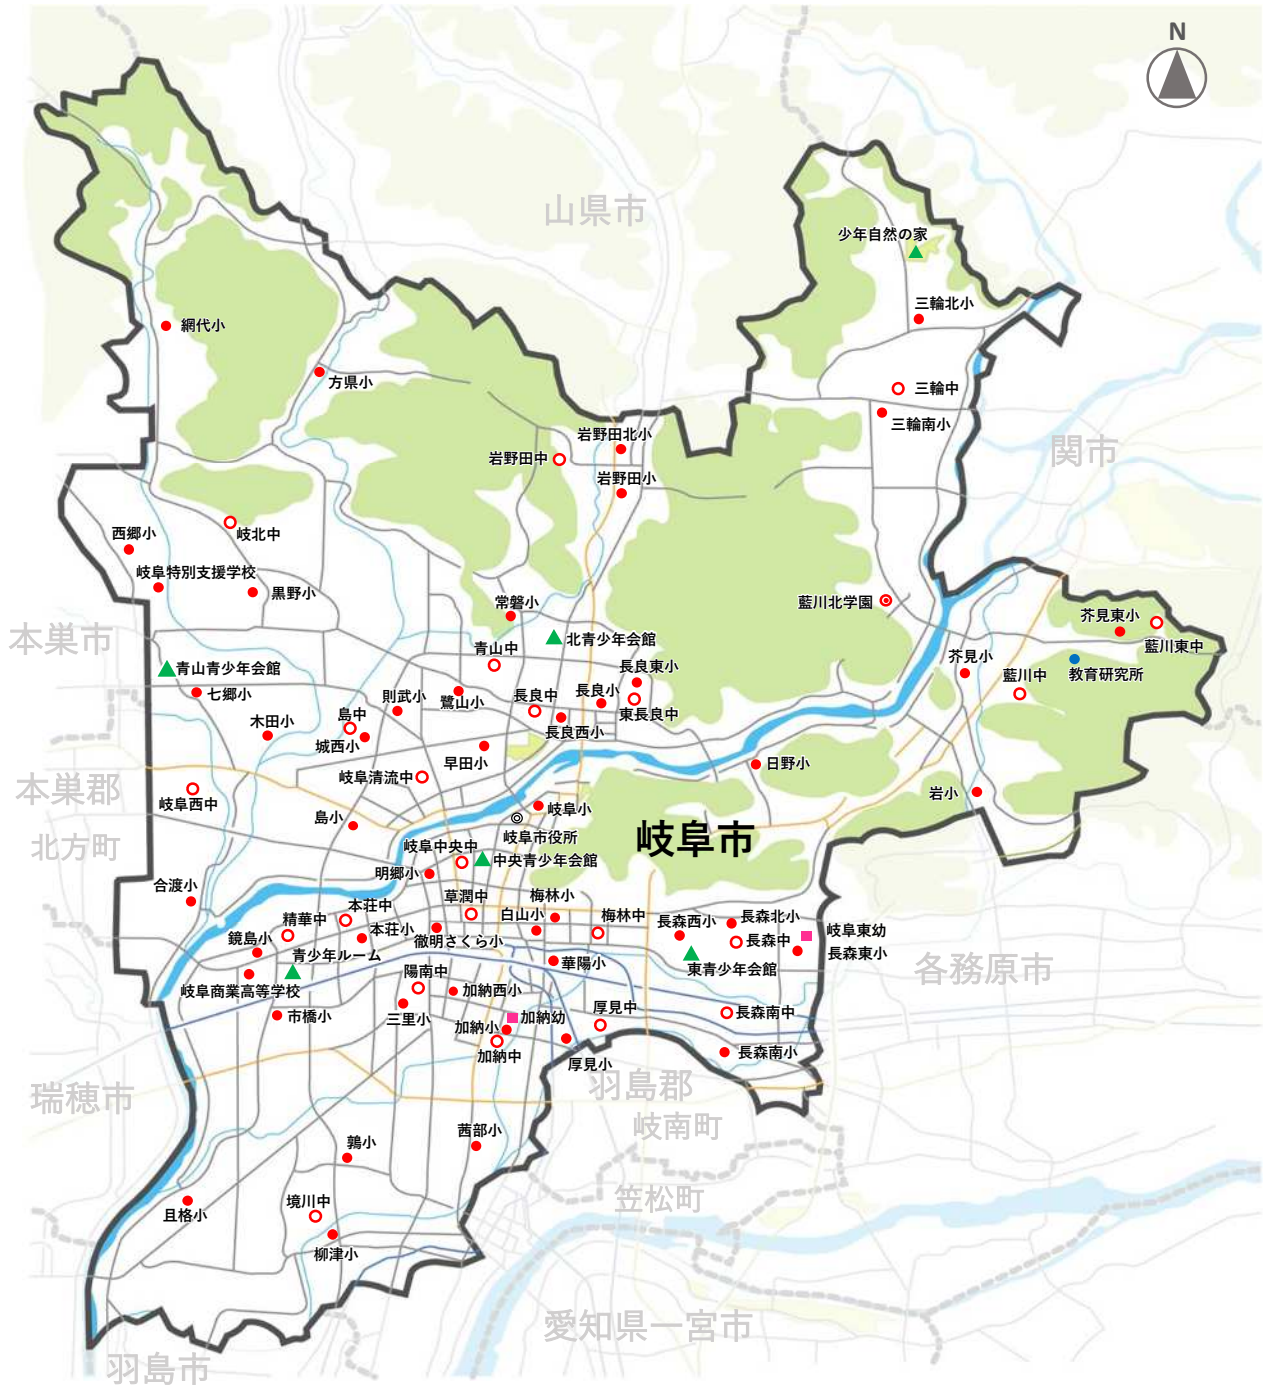 N
山県市
少年自然の家
三輪北小
網代小
方県小
三輪中
三輪南小
岩野田北小
岩野田中
岩野田小
関市
西郷小
岐北中
岐阜特別支援学校
黒野小
常磐小
藍川北学園
芥見東小
藍川東中
本巣市
青山青少年会館
北青少年会館
青山中
長良東小
芥見小
藍川中
教育研究所
七郷小
則武小
鷺山小
長良中
長良小
東長良中
木田小
島中
城西小
長良西小
早田小
日野小
本巣郡
北方町
岐阜西中
岐阜清流中
岩小
島小
岐阜小
岐阜市役所
岐阜市
岐阜中央中
中央青少年会館
明郷小
合渡小
草潤中
梅林小
本荘中
精華中
白山小
梅林中
長森西小
長森北小
岐阜東幼
鏡島小
本荘小
徹明さくら小
長森中
長森東小
青少年ルーム
陽南中
華陽小
東青少年会館
各務原市
岐阜商業高等学校
加納西小
市橋小
三里小
加納小
加納幼
厚見中
長森南中
加納中
厚見小
長森南小
瑞穂市
羽島郡
岐南町
茜部小
鶉小
笠松町
且格小
境川中
柳津小
愛知県一宮市
羽島市